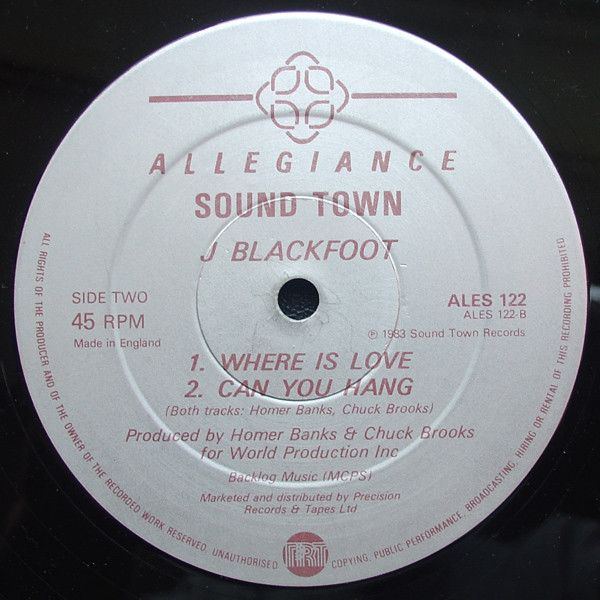 ALLEGIANCE
SOUND TOWN
J BLACKFOOT
SIDE TWO
45 RPM
Made in England
ALES 122
ALES 122-B
℗ 1983 Sound Town Records
1. WHERE IS LOVE
2. CAN YOU HANG
(Both tracks: Homer Banks, Chuck Brooks)
Produced by Homer Banks & Chuck Brooks
for World Production Inc
Backlog Music (MCPS)
Marketed and distributed by Precision
Records & Tapes Ltd
ALL RIGHTS OF THE PRODUCER AND OF THE OWNER OF THE RECORDED WORK RESERVED. UNAUTHORISED COPYING, PUBLIC PERFORMANCE, BROADCASTING, HIRING OR RENTAL OF THIS RECORDING PROHIBITED
PRT